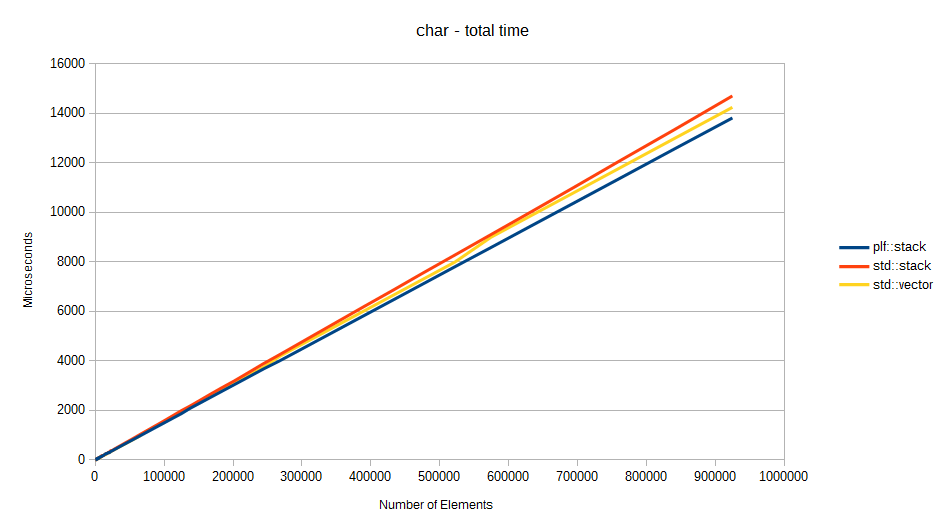 char - total time
16000
14000
12000
10000
8000
6000
4000
2000
0
Microseconds
0 100000 200000 300000 400000 500000 600000 700000 800000 900000 1000000
Number of Elements
plf::stack
std::stack
std::vector